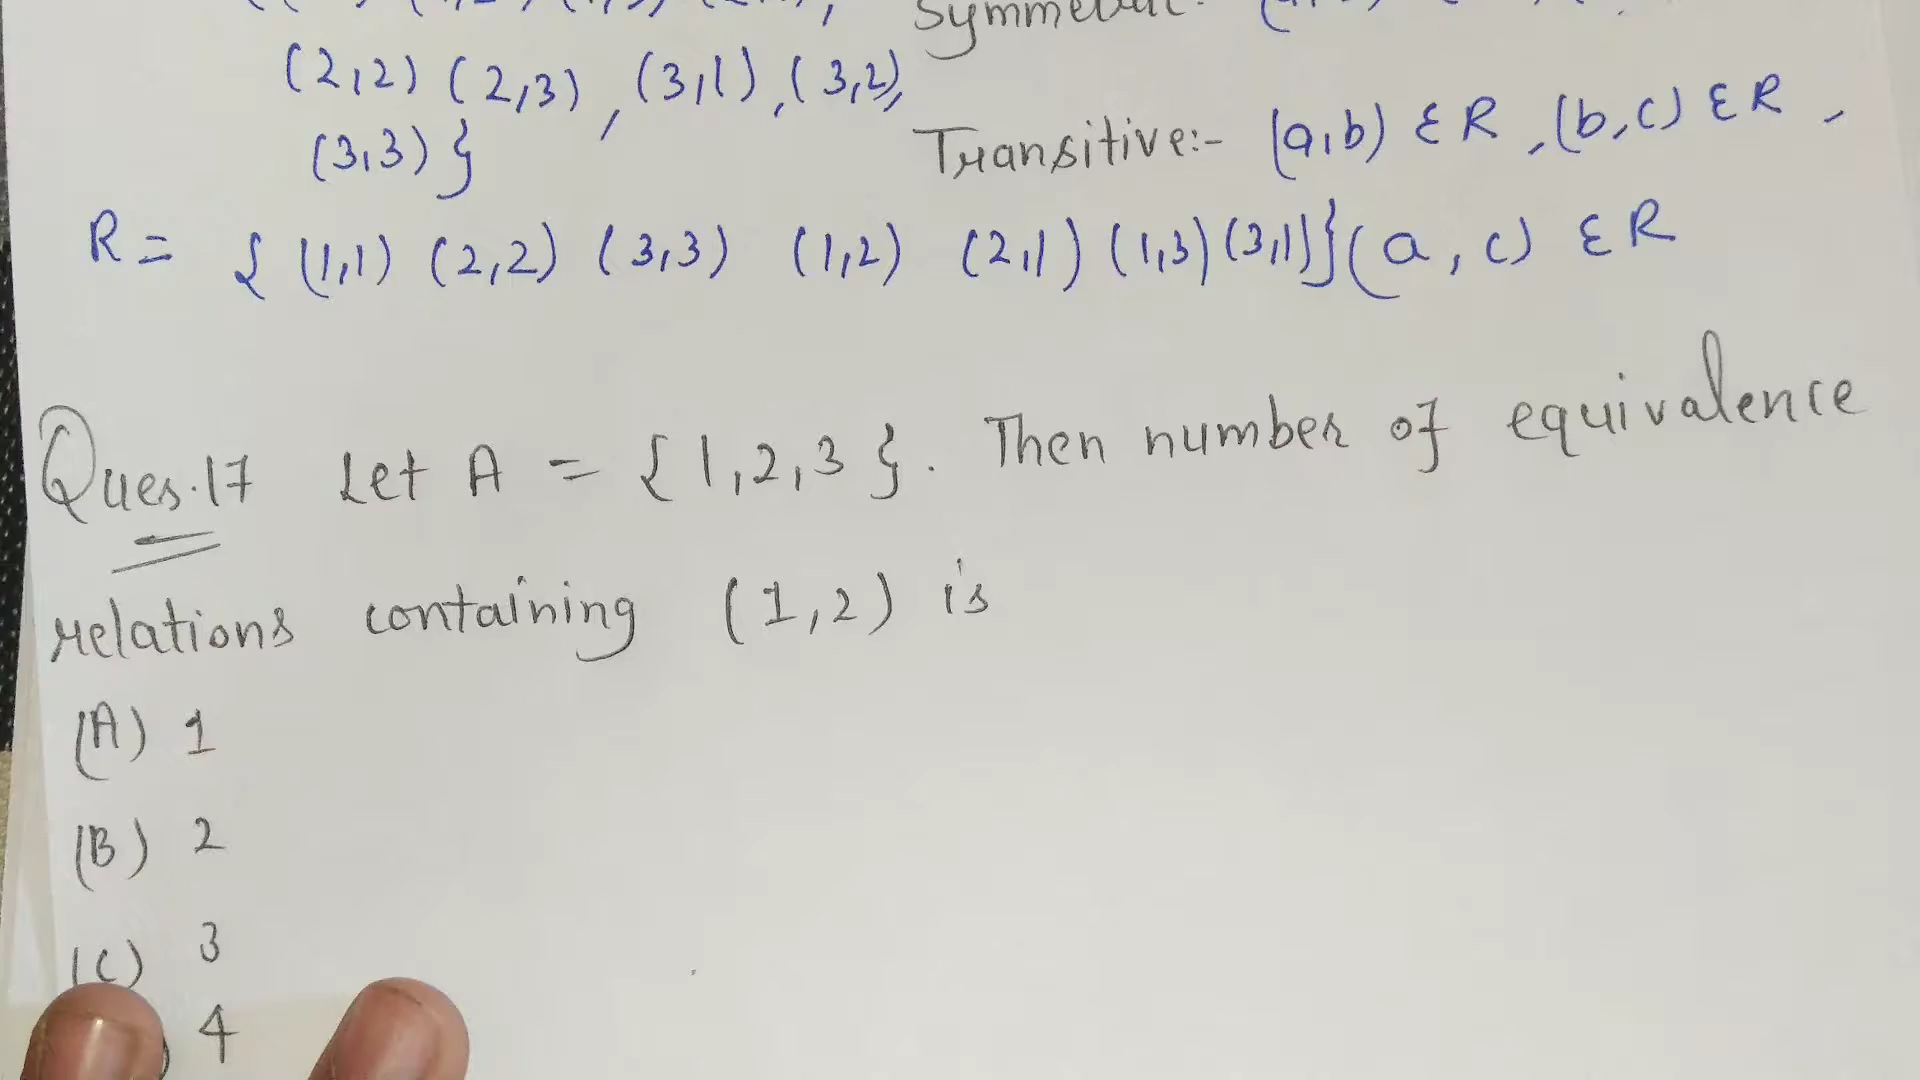 (2,2) (2,3), (3,1), (3,2),
(3,3) }
Transitive:- (a,b) ∈ R, (b,c) ∈ R,
R = { (1,1) (2,2) (3,3) (1,2) (2,1) (1,3) (3,1)} (a, c) ∈ R
Ques.17 Let A = {1,2,3}. Then number of equivalence
relations containing (1,2) is
(A) 1
(B) 2
(C) 3
) 4